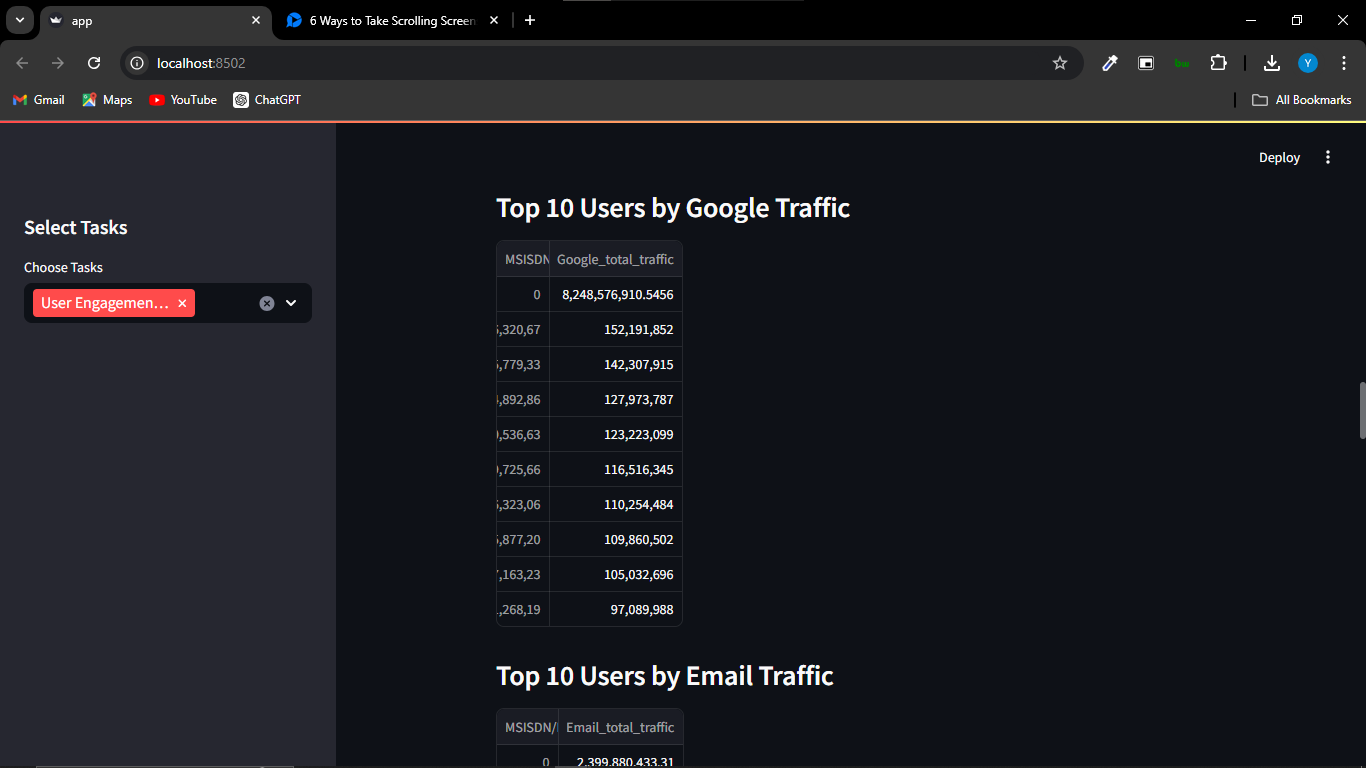 app
6 Ways to Take Scrolling Screen
localhost:8502
Y
Gmail
Maps
YouTube
ChatGPT
All Bookmarks
Deploy
Select Tasks
Choose Tasks
User Engagemen...
Top 10 Users by Google Traffic
MSISDN Google_total_traffic
0 8,248,576,910.5456
,320,67 152,191,852
,779,33 142,307,915
,892,86 127,973,787
,536,63 123,223,099
,725,66 116,516,345
,323,06 110,254,484
,877,20 109,860,502
,163,23 105,032,696
,268,19 97,089,988
Top 10 Users by Email Traffic
MSISDN/ Email_total_traffic
0 2,399,880,433.31